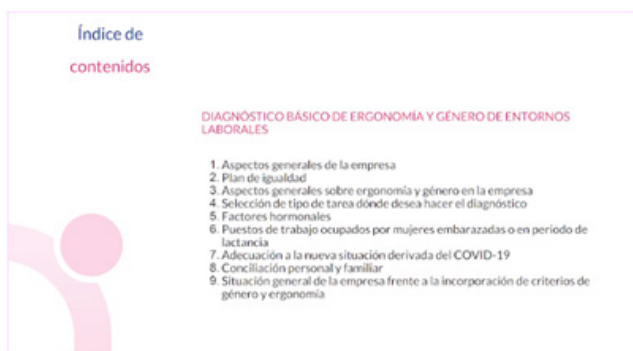 Índice de
contenidos
DIAGNÓSTICO BÁSICO DE ERGONOMÍA Y GÉNERO DE ENTORNOS
LABORALES
1. Aspectos generales de la empresa
2. Plan de igualdad
3. Aspectos generales sobre ergonomía y género en la empresa
4. Selección de tipo de tarea dónde desea hacer el diagnóstico
5. Factores hormonales
6. Puestos de trabajo ocupados por mujeres embarazadas o en periodo de
lactancia
7. Adecuación a la nueva situación derivada del COVID-19
8. Conciliación personal y familiar
9. Situación general de la empresa frente a la incorporación de criterios de
género y ergonomía